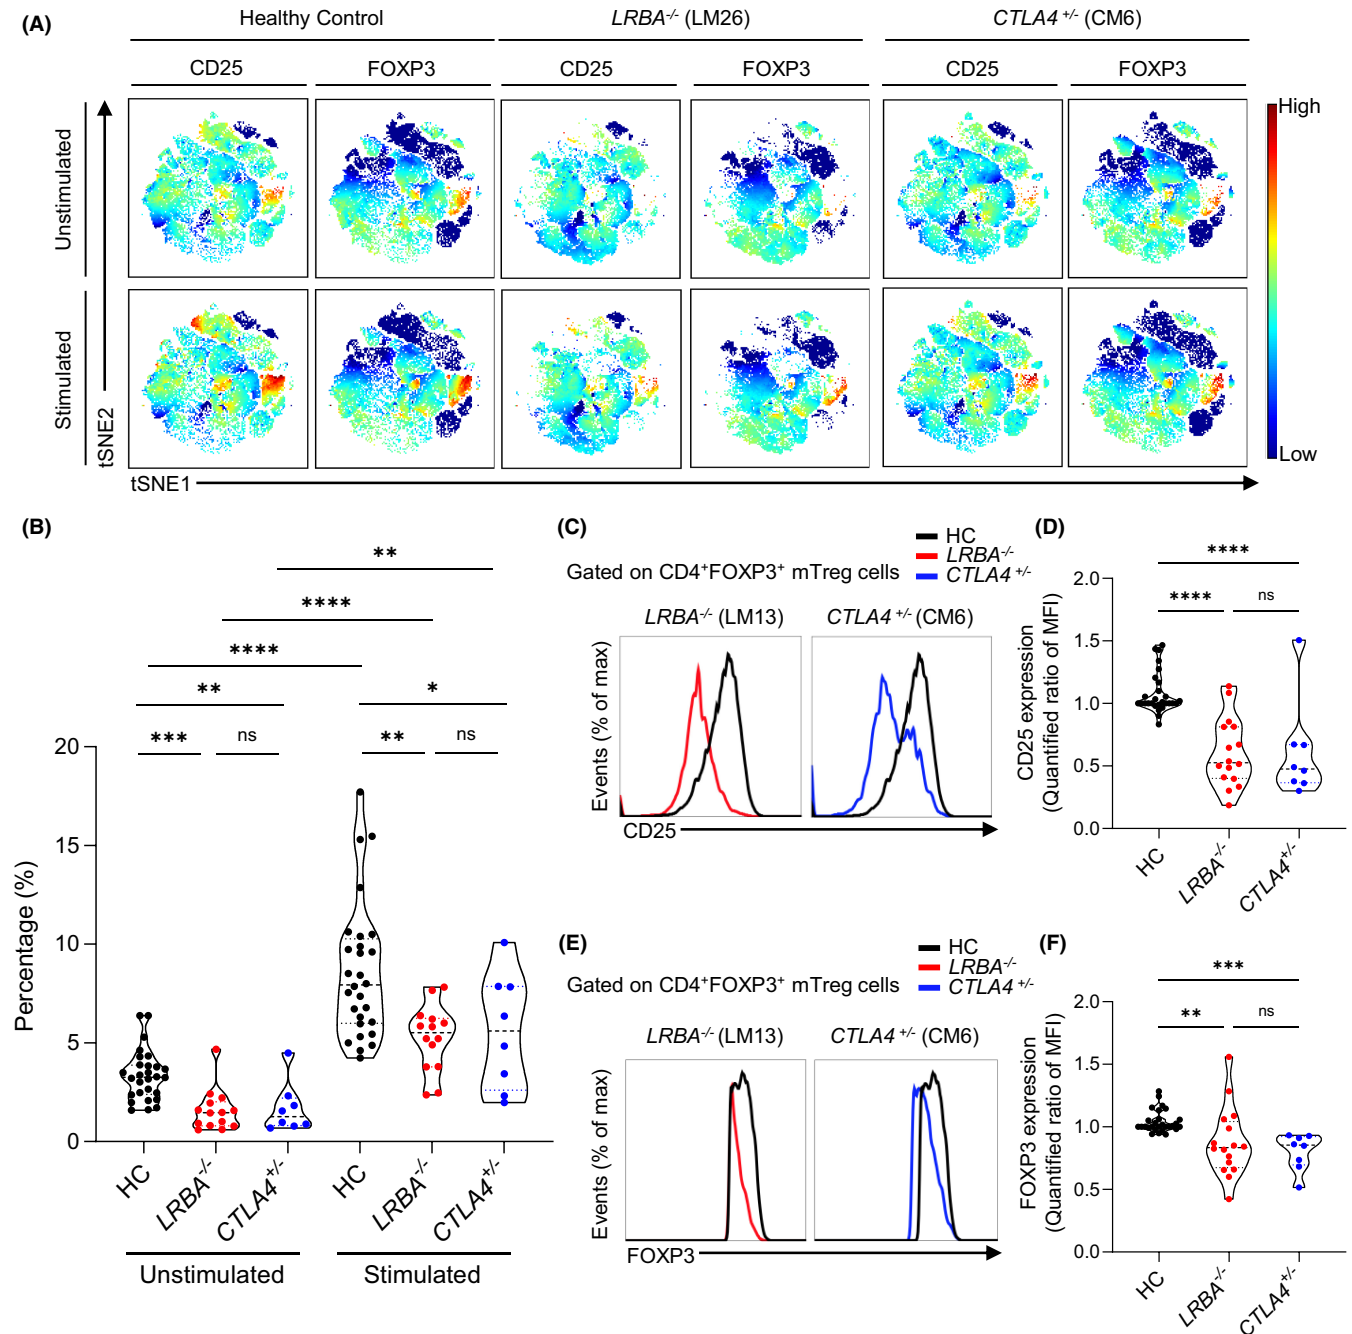 (A)
Healthy Control
LRBA-/- (LM26)
CTLA4 +/- (CM6)
CD25
FOXP3
CD25
FOXP3
CD25
FOXP3
Unstimulated
Stimulated
tSNE2
tSNE1
High
Low
(B)
**
****
****
**
*
***
ns
**
ns
Percentage (%)
20
15
10
5
0
HC
LRBA-/-
CTLA4+/-
HC
LRBA-/-
CTLA4+/-
Unstimulated
Stimulated
(C)
HC
LRBA-/-
CTLA4 +/-
Gated on CD4+FOXP3+ mTreg cells
LRBA-/- (LM13)
CTLA4 +/- (CM6)
Events (% of max)
CD25
(D)
****
****
ns
CD25 expression
(Quantified ratio of MFI)
2.0
1.5
1.0
0.5
0.0
HC
LRBA-/-
CTLA4+/-
(E)
HC
LRBA-/-
CTLA4 +/-
Gated on CD4+FOXP3+ mTreg cells
LRBA-/- (LM13)
CTLA4 +/- (CM6)
Events (% of max)
FOXP3
(F)
***
**
ns
FOXP3 expression
(Quantified ratio of MFI)
2.0
1.5
1.0
0.5
0.0
HC
LRBA-/-
CTLA4+/-